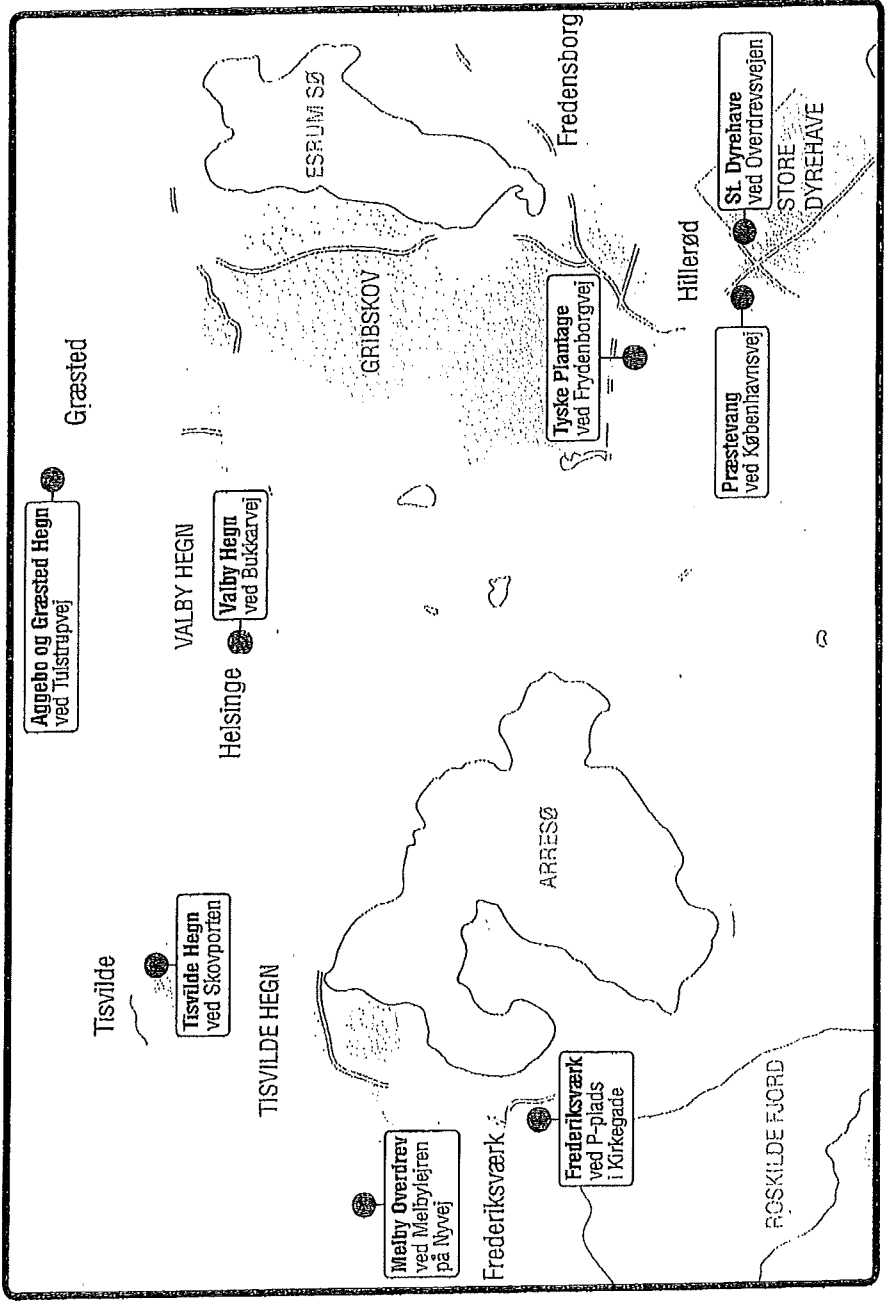 Græsted
Aggebo og Græsted Hegn
ved Tulstrupvej
Tisvilde
Tisvilde Hegn
ved Skovporten
VALBY HEGN
Helsinge
Valby Hegn
ved Bukkarvej
ESRUM SØ
TISVILDE HEGN
GRIBSKOV
Melby Overdrev
ved Melbylejren
på Nyvej
Frederiksværk
Frederiksværk
ved P-plads
i Kirkegade
ARRESØ
Fredensborg
Tyske Plantage
ved Frydenborgvej
Hillerød
Præstevang
ved Københavnsvej
St. Dyrehave
ved Overdrevsvejen
STORE
DYREHAVE
ROSKILDE FJORD